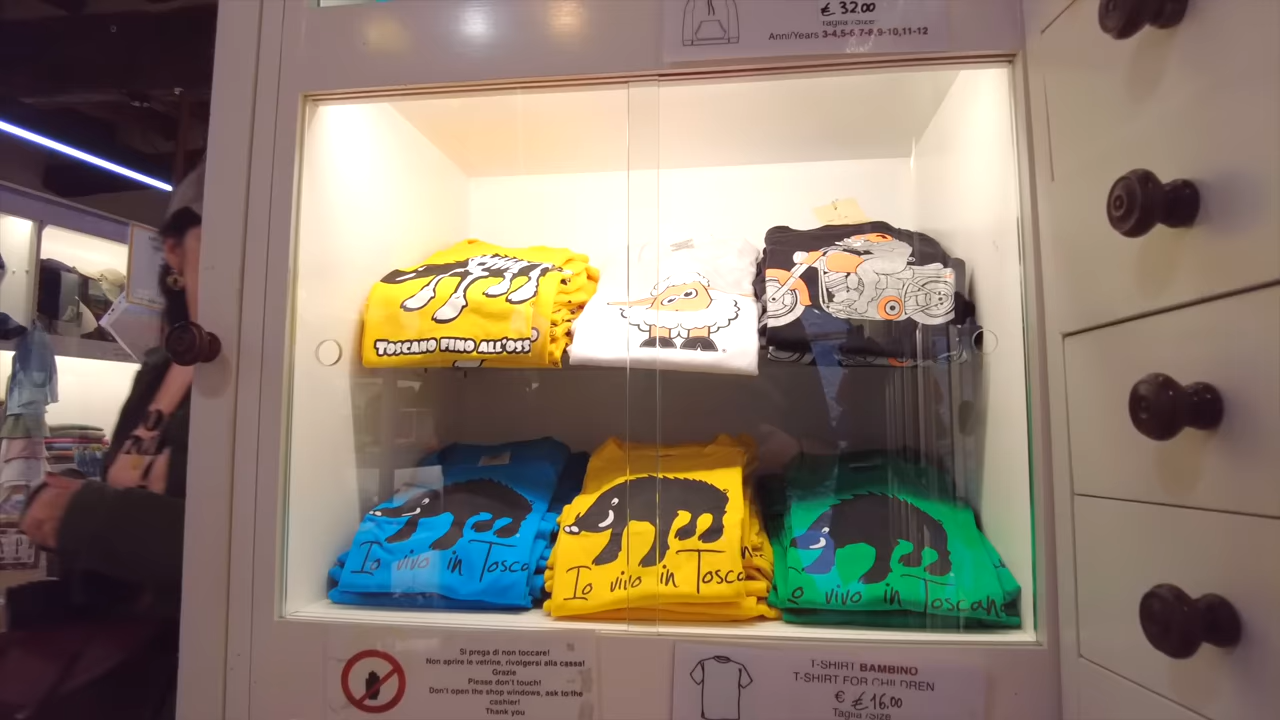 € 32.00
Taglia /Size
Anni/Years 3-4,5-6,7-8,9-10,11-12
TOSCANO FINO ALL'OSS
Io vivo in Tosca
Io vivo in Tosca
Io vivo in Toscana
Si prega di non toccare!
Non aprire le vetrine, rivolgersi alla cassa!
Grazie
Please don't touch!
Don't open the shop windows, ask to the
cashier!
Thank you
T-SHIRT BAMBINO
T-SHIRT FOR CHILDREN
€ € 16.00
Taglia /Size